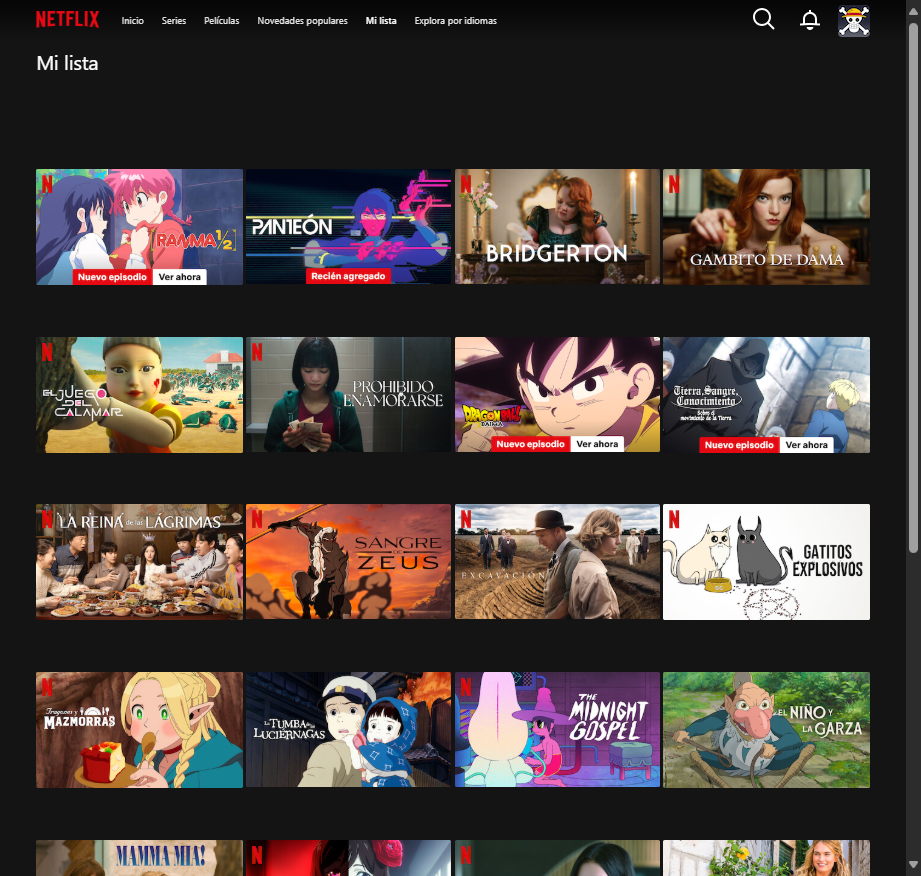 NETFLIX Inicio Series Películas Novedades populares Mi lista Explora por idiomas
Mi lista
N
RANMA 1/2
Nuevo episodio Ver ahora
PANTEÓN
Recién agregado
N
BRIDGERTON
N
GAMBITO DE DAMA
N
EL JUEGO
DEL
CALAMAR
N
PROHIBIDO
ENAMORARSE
DRAGON BALL
DAIMA
Nuevo episodio Ver ahora
Tierra, Sangre,
Conocimiento
Sobre el
movimiento de la Tierra
Nuevo episodio Ver ahora
N
LA REINA de las LÁGRIMAS
N
SANGRE
DE
ZEUS
N
EXCAVACIÓN
N
GATITOS
EXPLOSIVOS
N
Tragones y
MAZMORRAS
LA TUMBA de las
LUCIÉRNAGAS
N
THE
MIDNIGHT
GOSPEL
EL NIÑO Y
LA GARZA
MAMMA MIA!
N
N